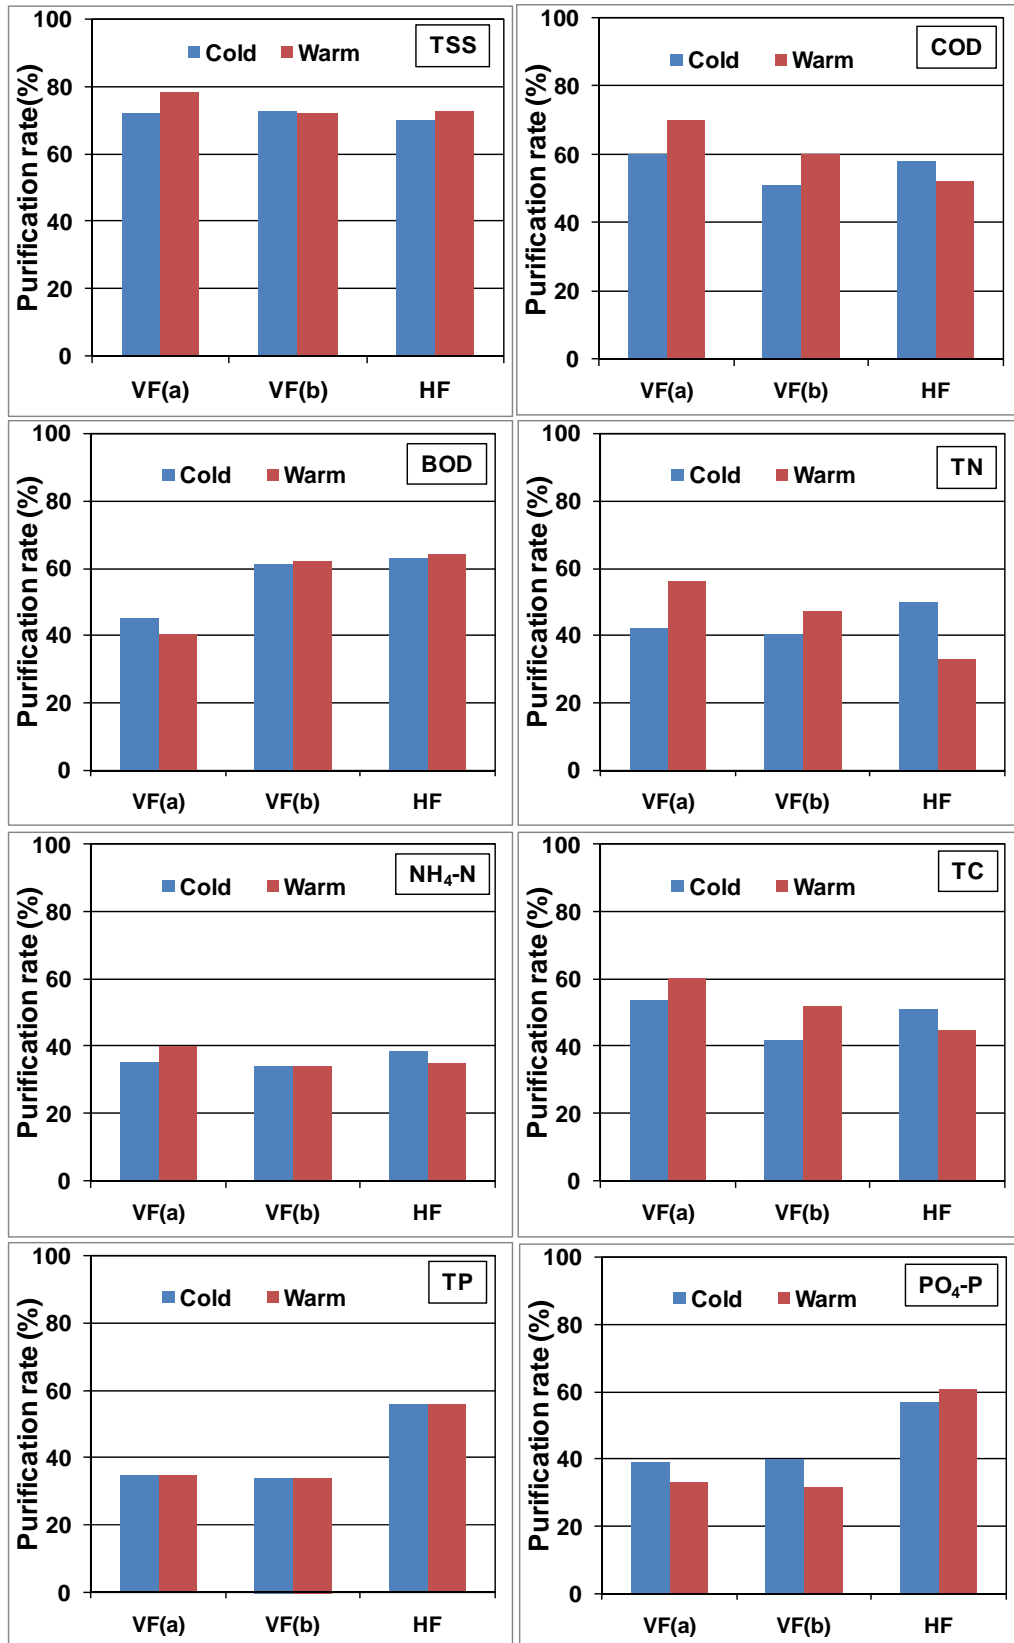 Purification rate(%)
100
80
60
40
20
0
Cold Warm
TSS
VF(a) VF(b) HF
Purification rate (%)
100
80
60
40
20
0
Cold Warm
COD
VF(a) VF(b) HF
Purification rate (%)
100
80
60
40
20
0
Cold Warm
BOD
VF(a) VF(b) HF
Purification rate (%)
100
80
60
40
20
0
Cold Warm
TN
VF(a) VF(b) HF
Purification rate (%)
100
80
60
40
20
0
Cold Warm
NH₄-N
VF(a) VF(b) HF
Purification rate (%)
100
80
60
40
20
0
Cold Warm
TC
VF(a) VF(b) HF
Purification rate (%)
100
80
60
40
20
0
Cold Warm
TP
VF(a) VF(b) HF
Purification rate (%)
100
80
60
40
20
0
Cold Warm
PO₄-P
VF(a) VF(b) HF